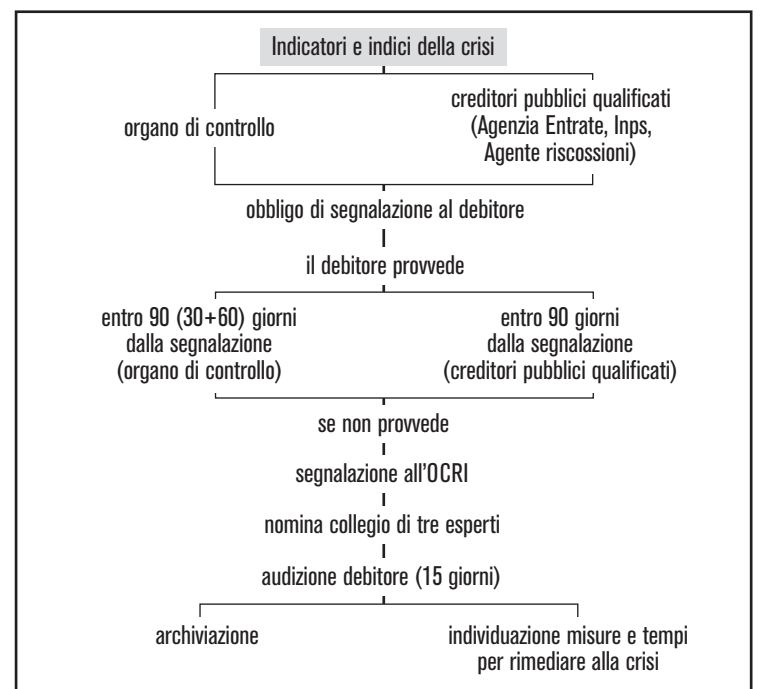 Indicatori e indici della crisi
organo di controllo
creditori pubblici qualificati
(Agenzia Entrate, Inps,
Agente riscossioni)
obbligo di segnalazione al debitore
il debitore provvede
entro 90 (30+60) giorni
dalla segnalazione
(organo di controllo)
entro 90 giorni
dalla segnalazione
(creditori pubblici qualificati)
se non provvede
segnalazione all'OCRI
nomina collegio di tre esperti
audizione debitore (15 giorni)
archiviazione
individuazione misure e tempi
per rimediare alla crisi